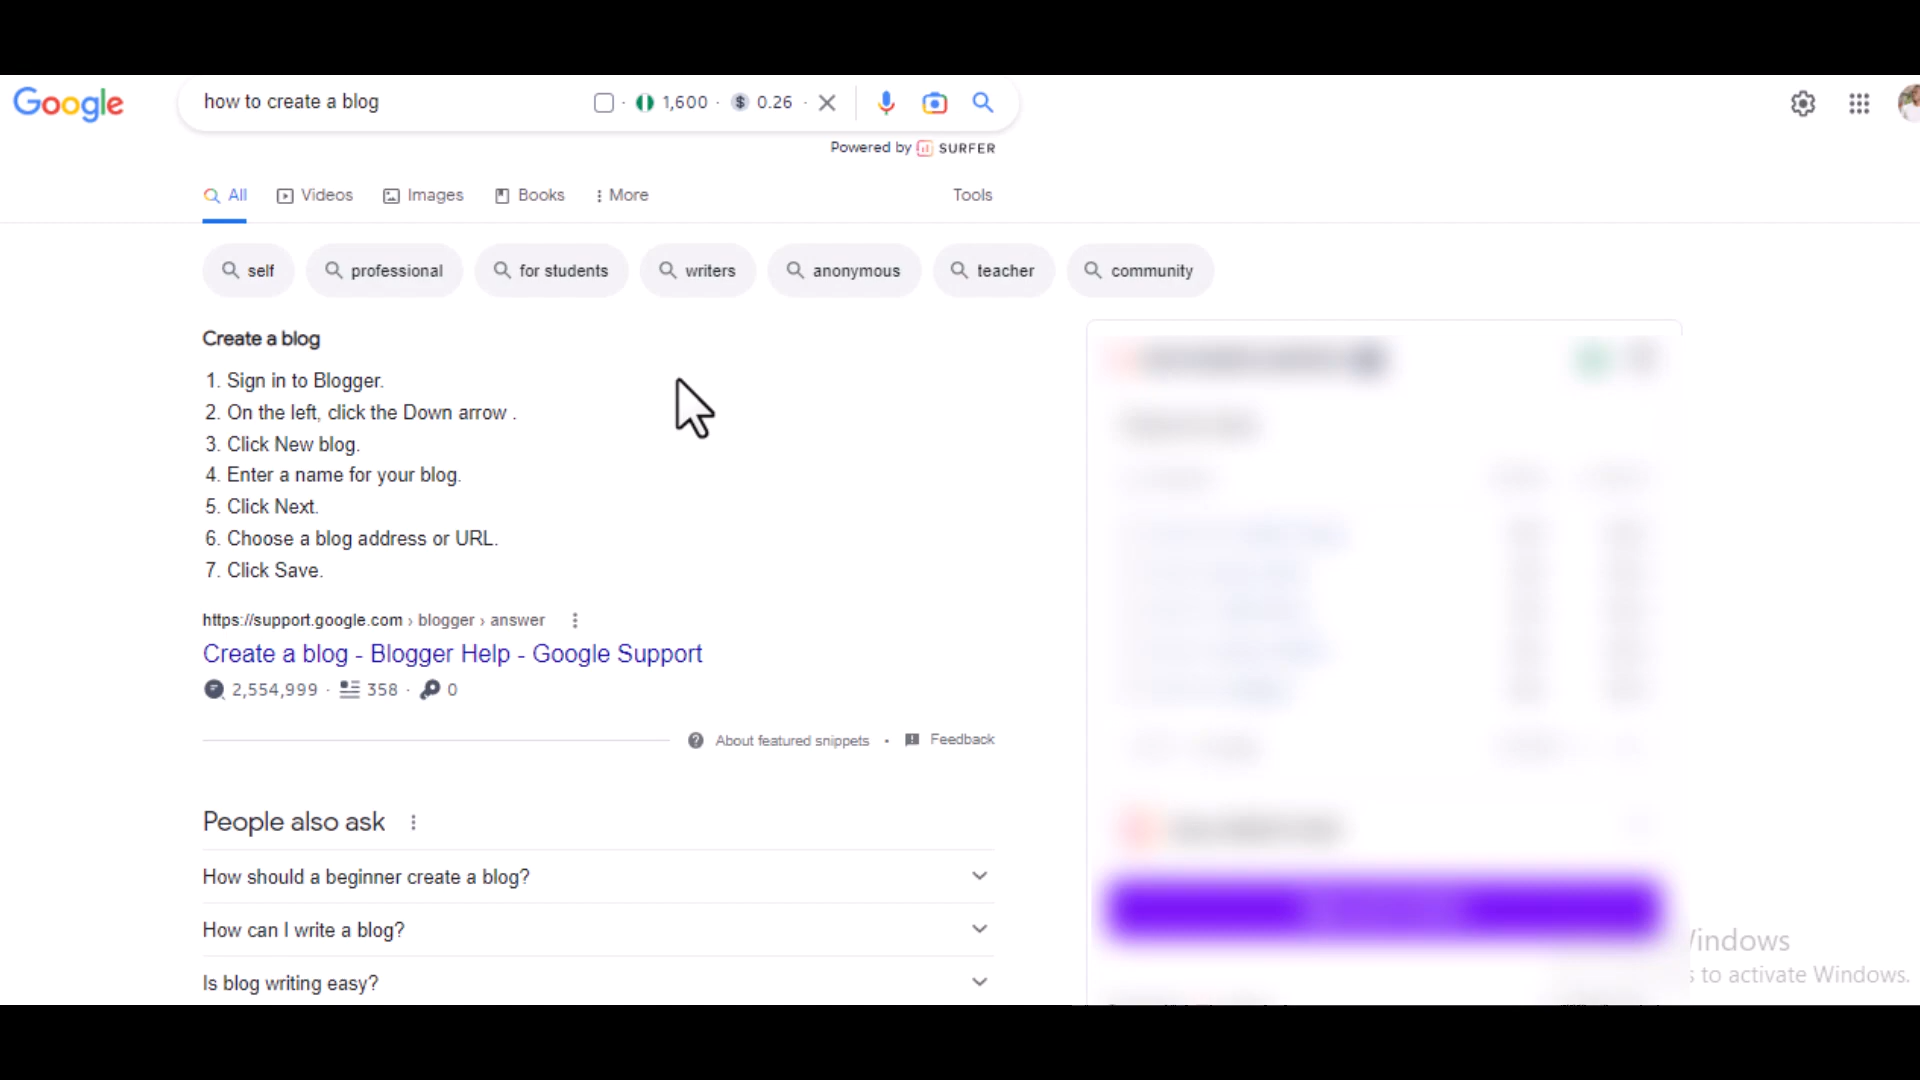 Google
how to create a blog · 1,600 · $ 0.26 ·
Powered by SURFER
All Videos Images Books More Tools
self professional for students writers anonymous teacher community
Create a blog
1. Sign in to Blogger.
2. On the left, click the Down arrow .
3. Click New blog.
4. Enter a name for your blog.
5. Click Next.
6. Choose a blog address or URL.
7. Click Save.
https://support.google.com › blogger › answer
Create a blog - Blogger Help - Google Support
2,554,999 · 358 · 0
About featured snippets • Feedback
People also ask
How should a beginner create a blog?
How can I write a blog?
Is blog writing easy?
indows
s to activate Windows.